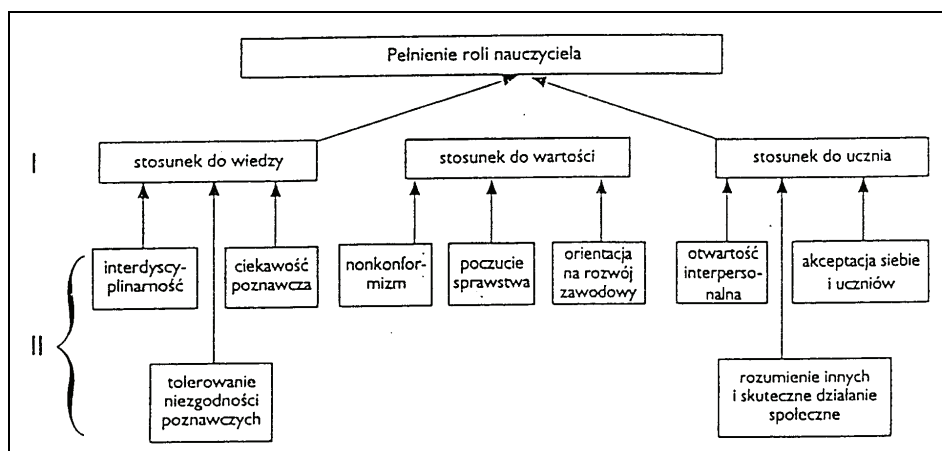 Pełnienie roli nauczyciela
I
stosunek do wiedzy
stosunek do wartości
stosunek do ucznia
II
interdyscy-
plinarność
ciekawość
poznawcza
nonkonfor-
mizm
poczucie
sprawstwa
orientacja
na rozwój
zawodowy
otwartość
interperso-
nalna
akceptacja siebie
i uczniów
tolerowanie
niezgodności
poznawczych
rozumienie innych
i skuteczne działanie
społeczne